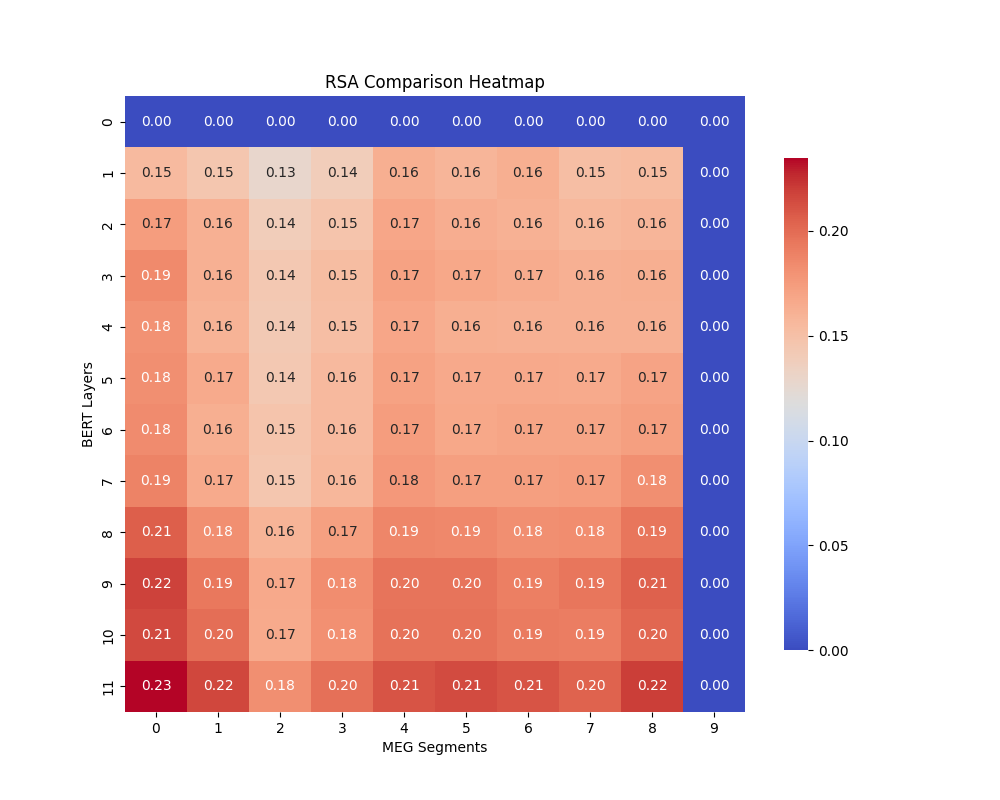 RSA Comparison Heatmap
0 0.00 0.00 0.00 0.00 0.00 0.00 0.00 0.00 0.00 0.00
1 0.15 0.15 0.13 0.14 0.16 0.16 0.16 0.15 0.15 0.00
2 0.17 0.16 0.14 0.15 0.17 0.16 0.16 0.16 0.16 0.00
3 0.19 0.16 0.14 0.15 0.17 0.17 0.17 0.16 0.16 0.00
4 0.18 0.16 0.14 0.15 0.17 0.16 0.16 0.16 0.16 0.00
5 0.18 0.17 0.14 0.16 0.17 0.17 0.17 0.17 0.17 0.00
6 0.18 0.16 0.15 0.16 0.17 0.17 0.17 0.17 0.17 0.00
7 0.19 0.17 0.15 0.16 0.18 0.17 0.17 0.17 0.18 0.00
8 0.21 0.18 0.16 0.17 0.19 0.19 0.18 0.18 0.19 0.00
9 0.22 0.19 0.17 0.18 0.20 0.20 0.19 0.19 0.21 0.00
10 0.21 0.20 0.17 0.18 0.20 0.20 0.19 0.19 0.20 0.00
11 0.23 0.22 0.18 0.20 0.21 0.21 0.21 0.20 0.22 0.00
0 1 2 3 4 5 6 7 8 9
MEG Segments
BERT Layers
0.20
0.15
0.10
0.05
0.00